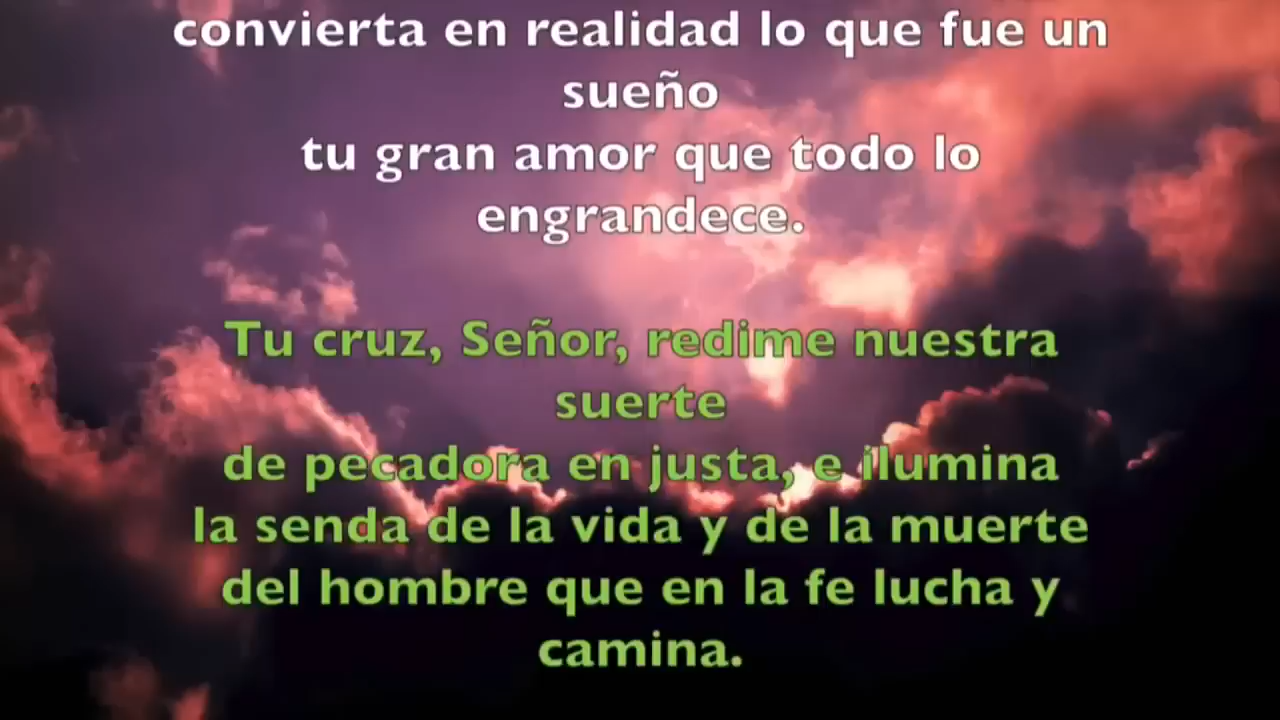 convierta en realidad lo que fue un
sueño
tu gran amor que todo lo
engrandece.
Tu cruz, Señor, redime nuestra
suerte
de pecadora en justa, e ilumina
la senda de la vida y de la muerte
del hombre que en la fe lucha y
camina.